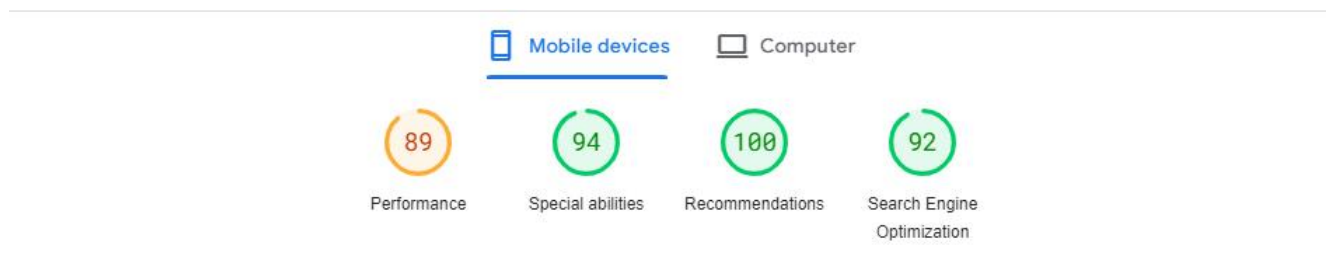 Mobile devices
Computer
89
94
100
92
Performance
Special abilities
Recommendations
Search Engine
Optimization